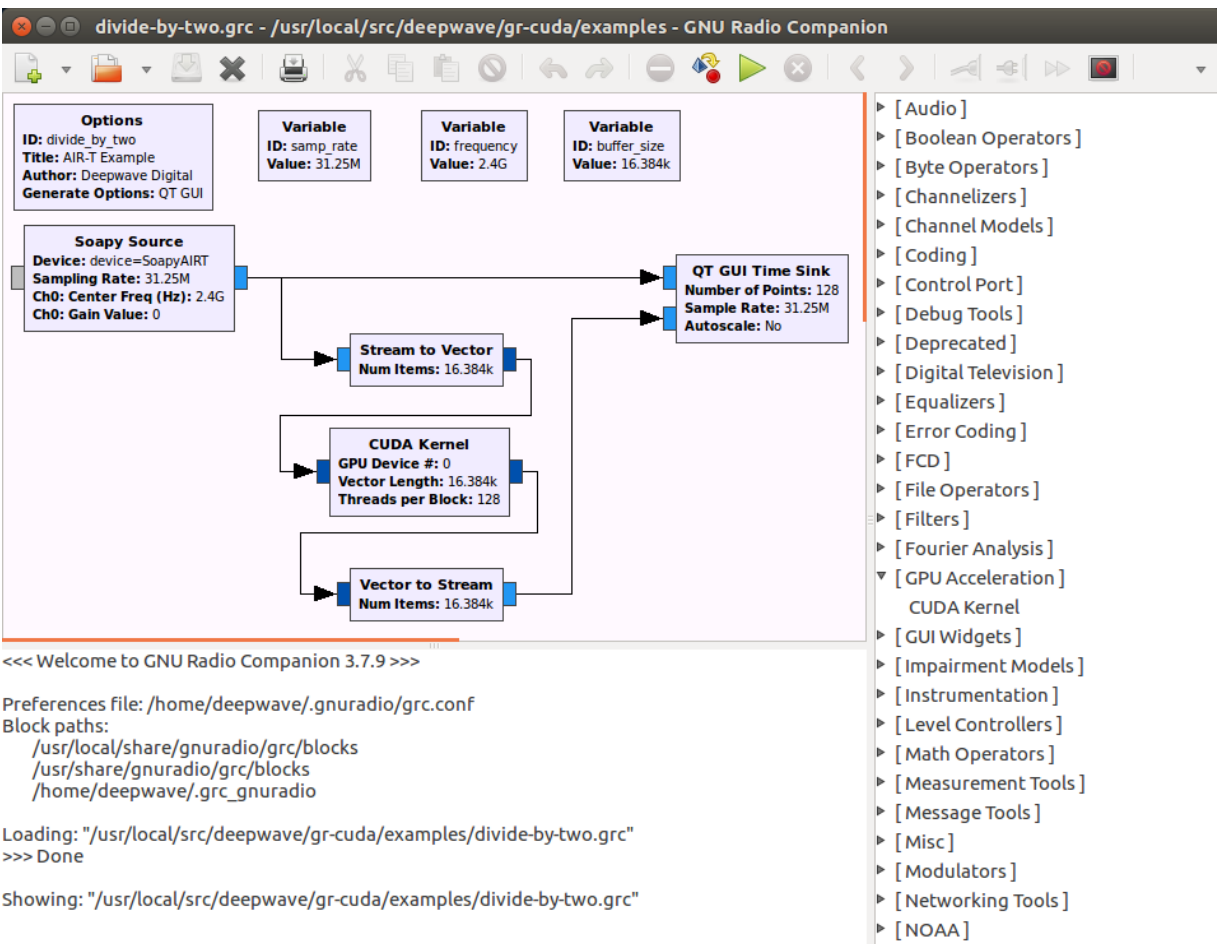 divide-by-two.grc - /usr/local/src/deepwave/gr-cuda/examples - GNU Radio Companion
Options
ID: divide_by_two
Title: AIR-T Example
Author: Deepwave Digital
Generate Options: QT GUI
Variable
ID: samp_rate
Value: 31.25M
Variable
ID: frequency
Value: 2.4G
Variable
ID: buffer_size
Value: 16.384k
Soapy Source
Device: device=SoapyAIRT
Sampling Rate: 31.25M
Ch0: Center Freq (Hz): 2.4G
Ch0: Gain Value: 0
QT GUI Time Sink
Number of Points: 128
Sample Rate: 31.25M
Autoscale: No
Stream to Vector
Num Items: 16.384k
CUDA Kernel
GPU Device #: 0
Vector Length: 16.384k
Threads per Block: 128
Vector to Stream
Num Items: 16.384k
<<< Welcome to GNU Radio Companion 3.7.9 >>>
Preferences file: /home/deepwave/.gnuradio/grc.conf
Block paths:
/usr/local/share/gnuradio/grc/blocks
/usr/share/gnuradio/grc/blocks
/home/deepwave/.grc_gnuradio
Loading: "/usr/local/src/deepwave/gr-cuda/examples/divide-by-two.grc"
>>> Done
Showing: "/usr/local/src/deepwave/gr-cuda/examples/divide-by-two.grc"
[ Audio ]
[ Boolean Operators ]
[ Byte Operators ]
[ Channelizers ]
[ Channel Models ]
[ Coding ]
[ Control Port ]
[ Debug Tools ]
[ Deprecated ]
[ Digital Television ]
[ Equalizers ]
[ Error Coding ]
[ FCD ]
[ File Operators ]
[ Filters ]
[ Fourier Analysis ]
[ GPU Acceleration ]
CUDA Kernel
[ GUI Widgets ]
[ Impairment Models ]
[ Instrumentation ]
[ Level Controllers ]
[ Math Operators ]
[ Measurement Tools ]
[ Message Tools ]
[ Misc ]
[ Modulators ]
[ Networking Tools ]
[ NOAA ]